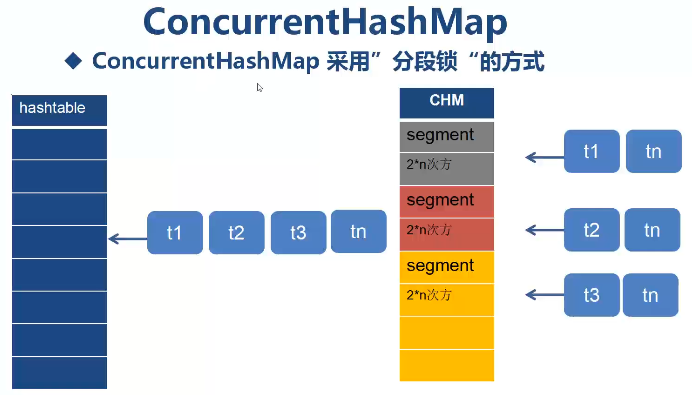 ConcurrentHashMap
◆ ConcurrentHashMap 采用”分段锁“的方式
hashtable
t1 t2 t3 tn
CHM
segment
2*n次方
segment
2*n次方
segment
2*n次方
t1 tn
t2 tn
t3 tn